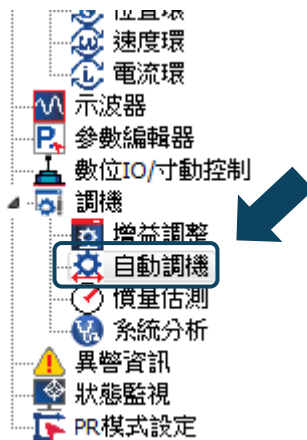 位置環
速度環
電流環
示波器
參數編輯器
數位IO/寸動控制
調機
增益調整
自動調機
慣量估測
系統分析
異警資訊
狀態監視
PR模式設定